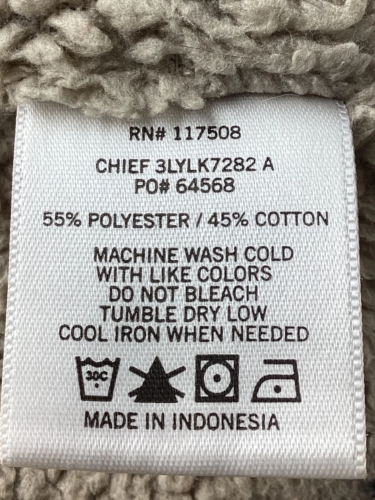 RN# 117508
CHIEF 3LYLK7282 A
PO# 64568
55% POLYESTER / 45% COTTON
MACHINE WASH COLD
WITH LIKE COLORS
DO NOT BLEACH
TUMBLE DRY LOW
COOL IRON WHEN NEEDED
30C
MADE IN INDONESIA